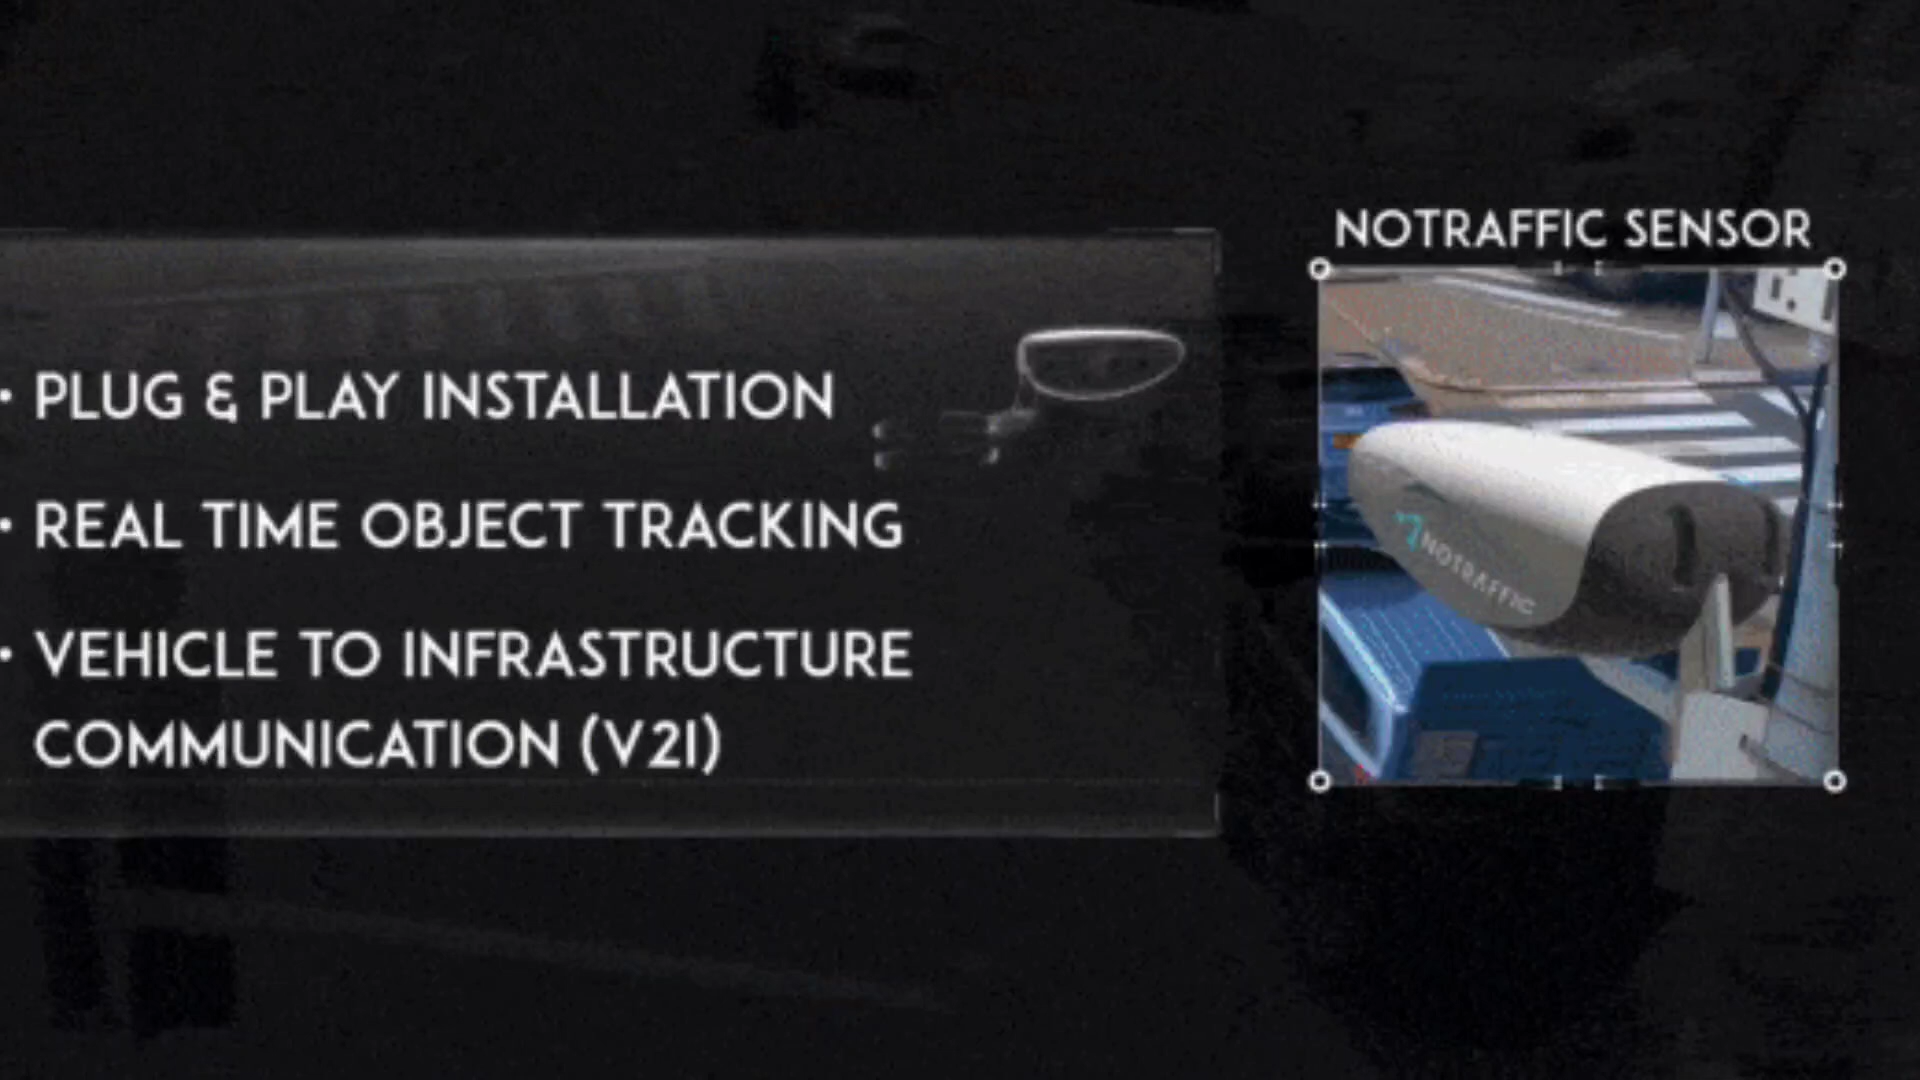 NOTRAFFIC SENSOR
• PLUG & PLAY INSTALLATION
• REAL TIME OBJECT TRACKING
• VEHICLE TO INFRASTRUCTURE
COMMUNICATION (V2I)
NOTRAFFIC